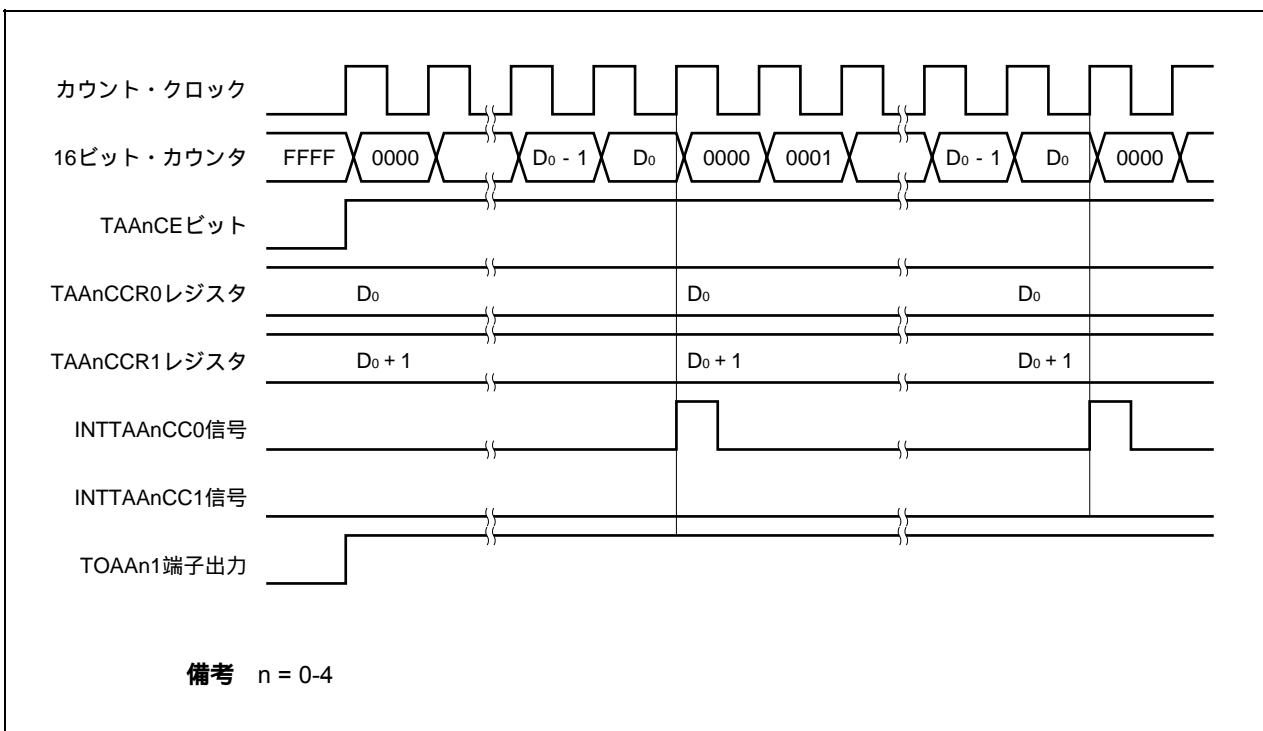 カウント・クロック
16ビット・カウンタ FFFF 0000 D0 - 1 D0 0000 0001 D0 - 1 D0 0000
TAAnCEビット
TAAnCCR0レジスタ D0 D0 D0
TAAnCCR1レジスタ D0 + 1 D0 + 1 D0 + 1
INTTAAnCC0信号
INTTAAnCC1信号
TOAAn1端子出力
備考 n = 0-4